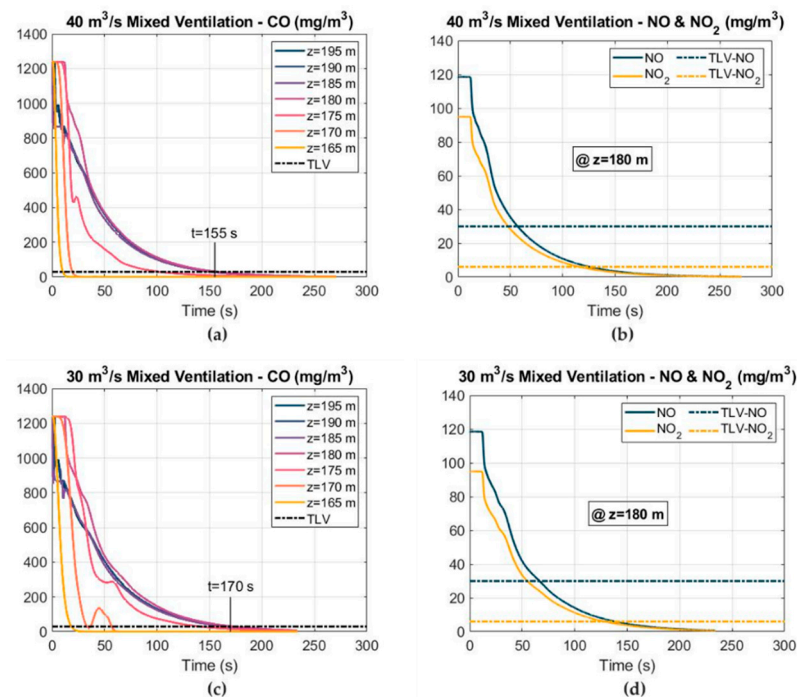 40 m³/s Mixed Ventilation - CO (mg/m³)
1400
1200
1000
800
600
400
200
0
z=195 m
z=190 m
z=185 m
z=180 m
z=175 m
z=170 m
z=165 m
TLV
t=155 s
0 50 100 150 200 250 300
Time (s)
(a)
40 m³/s Mixed Ventilation - NO & NO₂ (mg/m³)
140
120
100
80
60
40
20
0
NO TLV-NO
NO₂ TLV-NO₂
@ z=180 m
0 50 100 150 200 250 300
Time (s)
(b)
30 m³/s Mixed Ventilation - CO (mg/m³)
1400
1200
1000
800
600
400
200
0
z=195 m
z=190 m
z=185 m
z=180 m
z=175 m
z=170 m
z=165 m
TLV
t=170 s
0 50 100 150 200 250 300
Time (s)
(c)
30 m³/s Mixed Ventilation - NO & NO₂ (mg/m³)
140
120
100
80
60
40
20
0
NO TLV-NO
NO₂ TLV-NO₂
@ z=180 m
0 50 100 150 200 250 300
Time (s)
(d)